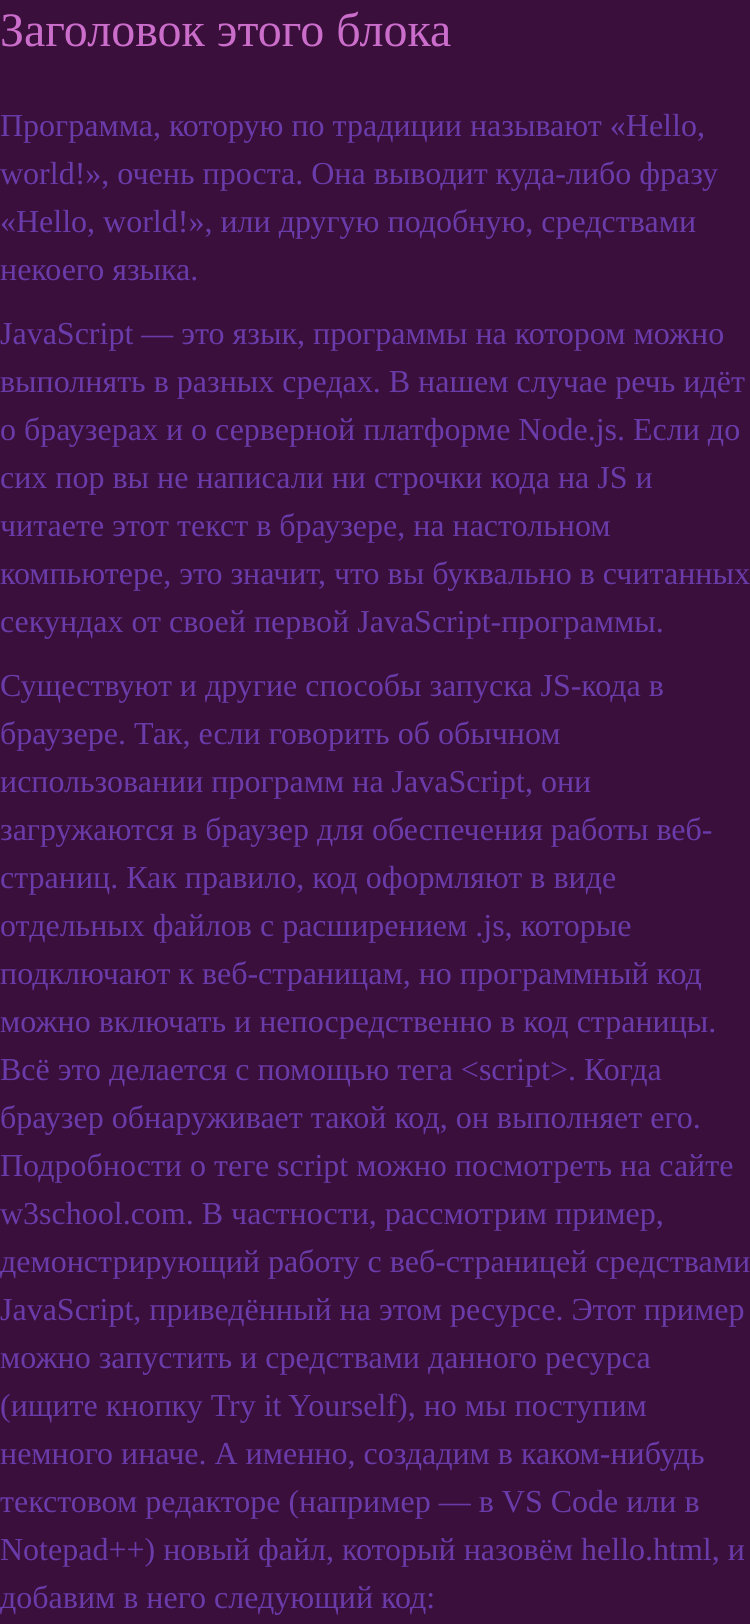 Заголовок этого блока
Программа, которую по традиции называют «Hello,
world!», очень проста. Она выводит куда-либо фразу
«Hello, world!», или другую подобную, средствами
некоего языка.
JavaScript — это язык, программы на котором можно
выполнять в разных средах. В нашем случае речь идёт
о браузерах и о серверной платформе Node.js. Если до
сих пор вы не написали ни строчки кода на JS и
читаете этот текст в браузере, на настольном
компьютере, это значит, что вы буквально в считанных
секундах от своей первой JavaScript-программы.
Существуют и другие способы запуска JS-кода в
браузере. Так, если говорить об обычном
использовании программ на JavaScript, они
загружаются в браузер для обеспечения работы веб-
страниц. Как правило, код оформляют в виде
отдельных файлов с расширением .js, которые
подключают к веб-страницам, но программный код
можно включать и непосредственно в код страницы.
Всё это делается с помощью тега <script>. Когда
браузер обнаруживает такой код, он выполняет его.
Подробности о теге script можно посмотреть на сайте
w3school.com. В частности, рассмотрим пример,
демонстрирующий работу с веб-страницей средствами
JavaScript, приведённый на этом ресурсе. Этот пример
можно запустить и средствами данного ресурса
(ищите кнопку Try it Yourself), но мы поступим
немного иначе. А именно, создадим в каком-нибудь
текстовом редакторе (например — в VS Code или в
Notepad++) новый файл, который назовём hello.html, и
добавим в него следующий код: